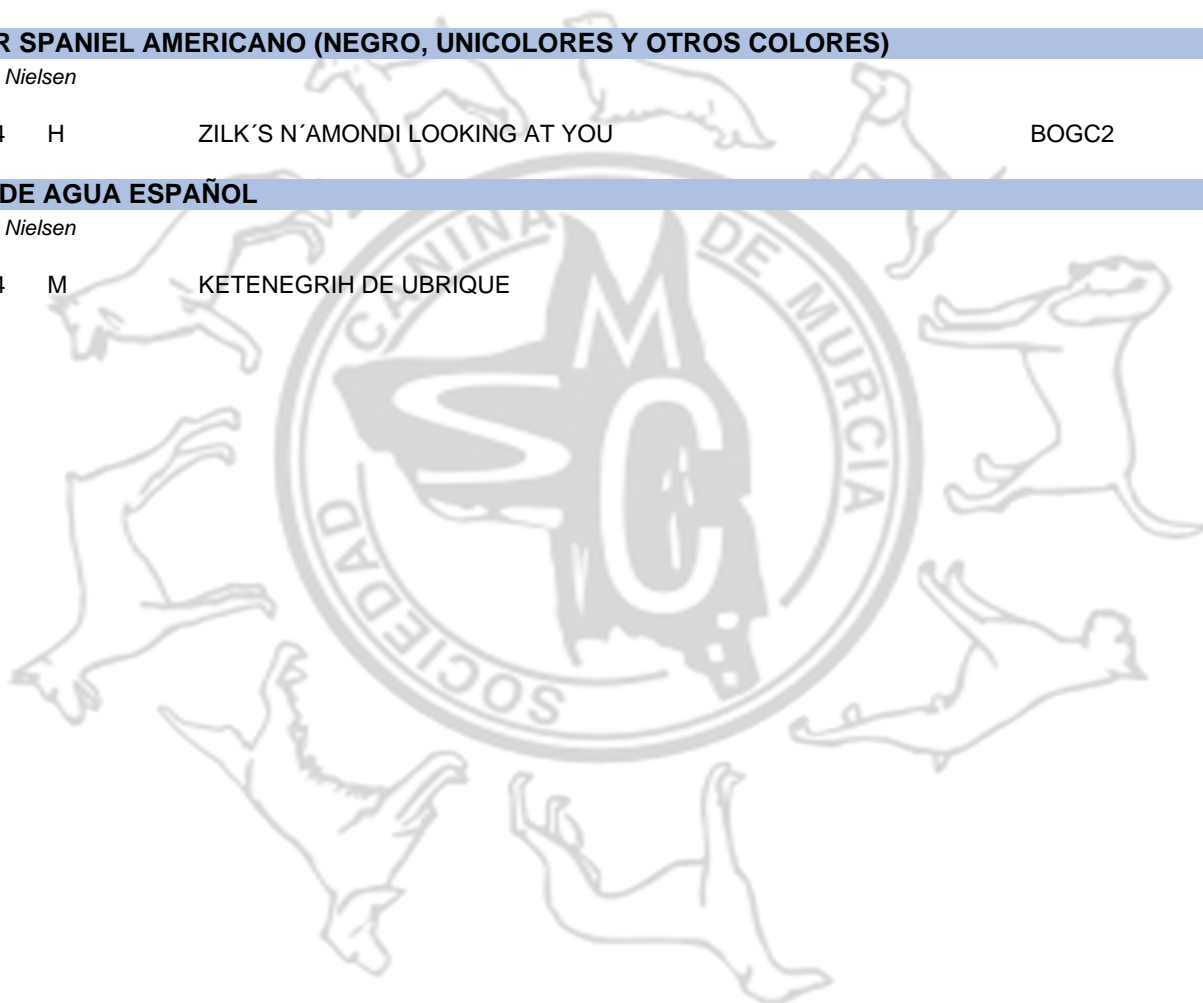 R SPANIEL AMERICANO (NEGRO, UNICOLORES Y OTROS COLORES)
Nielsen
4 H ZILK´S N´AMONDI LOOKING AT YOU BOGC2
DE AGUA ESPAÑOL
Nielsen
4 M KETENEGRIH DE UBRIQUE
SOCIEDAD CANINA DE MURCIA
M
S
C